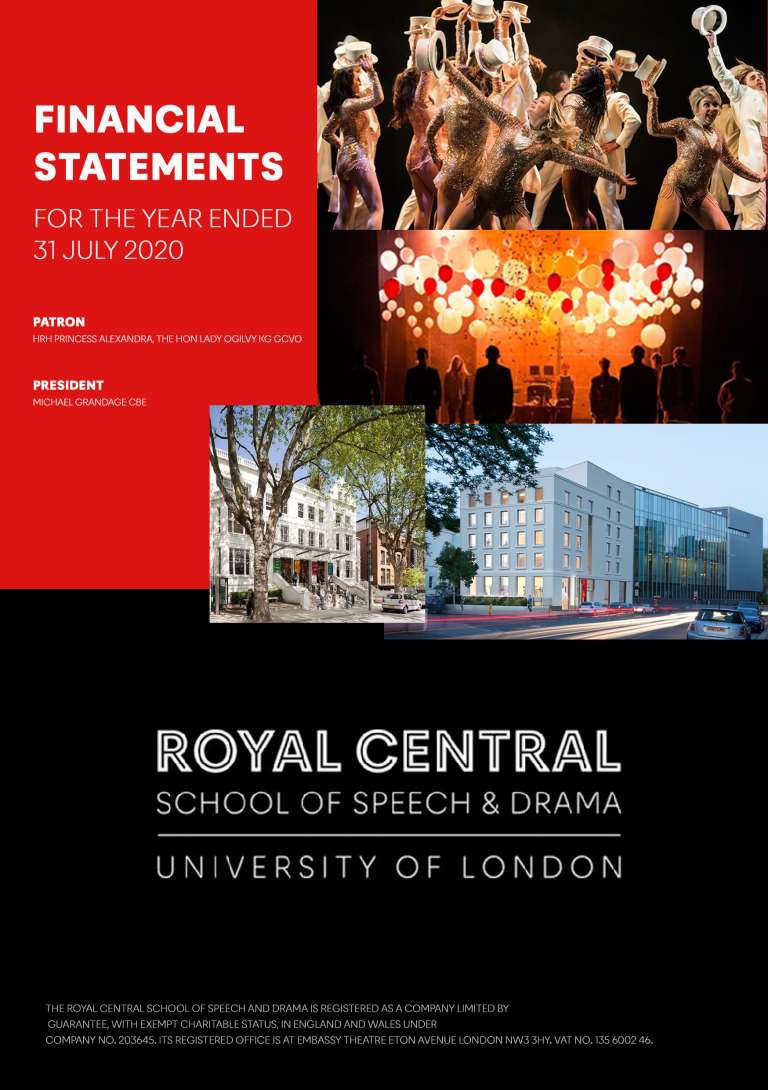 FINANCIAL
STATEMENTS
FOR THE YEAR ENDED
31 JULY 2020
PATRON
HRH PRINCESS ALEXANDRA, THE HON LADY OGILVY KG GCVO
PRESIDENT
MICHAEL GRANDAGE CBE
ROYAL CENTRAL
SCHOOL OF SPEECH & DRAMA
UNIVERSITY OF LONDON
THE ROYAL CENTRAL SCHOOL OF SPEECH AND DRAMA IS REGISTERED AS A COMPANY LIMITED BY
GUARANTEE, WITH EXEMPT CHARITABLE STATUS, IN ENGLAND AND WALES UNDER
COMPANY NO. 203645. ITS REGISTERED OFFICE IS AT EMBASSY THEATRE ETON AVENUE LONDON NW3 3HY. VAT NO. 135 6002 46.